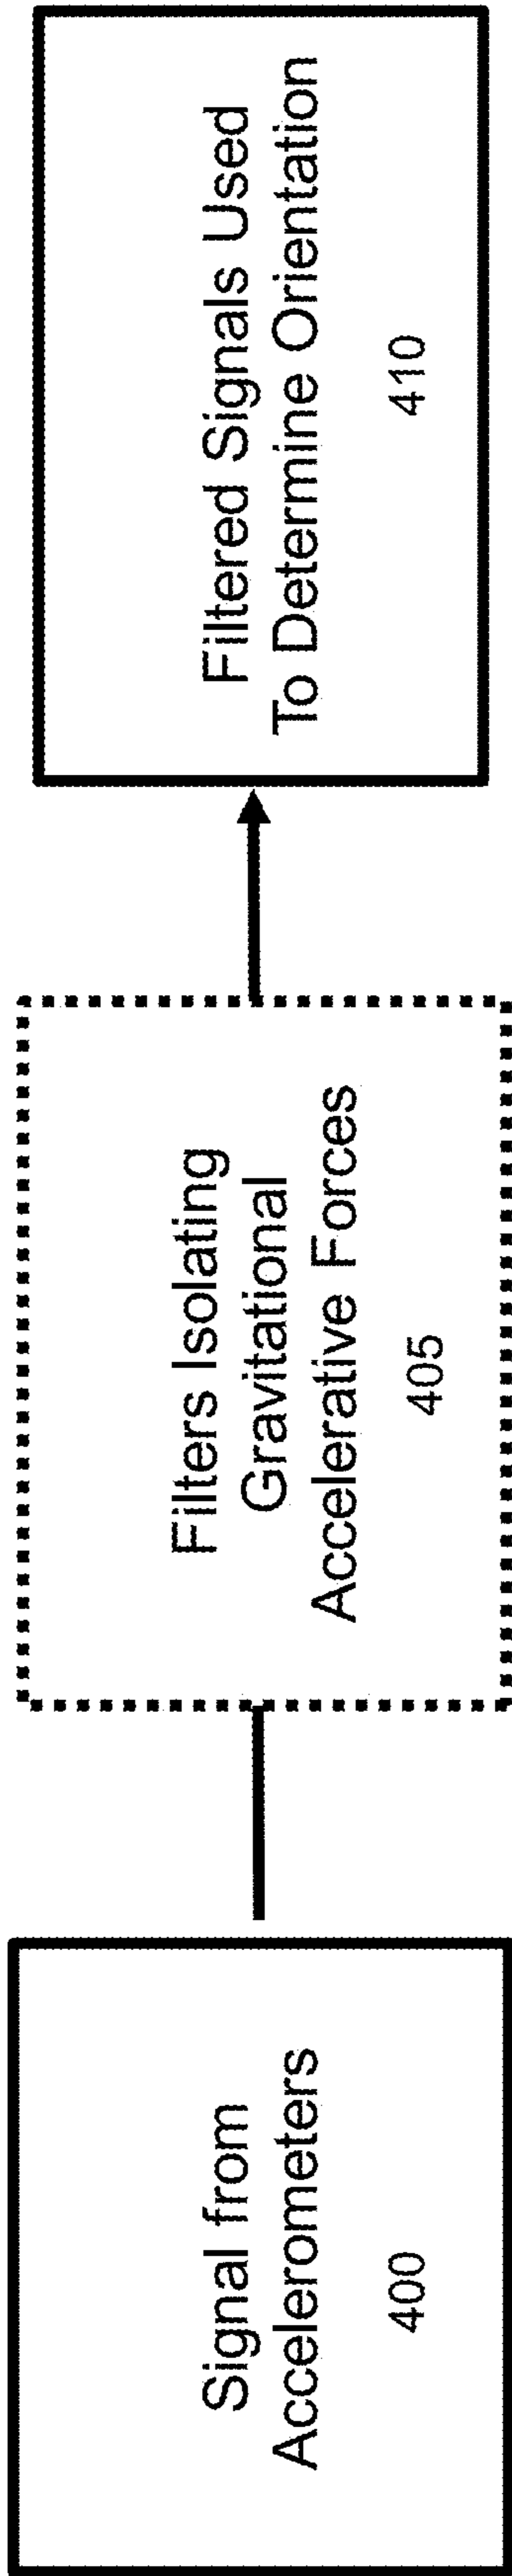 Signal from
Accelerometers
400
Filters Isolating
Gravitational
Accelerative Forces
405
Filtered Signals Used
To Determine Orientation
410